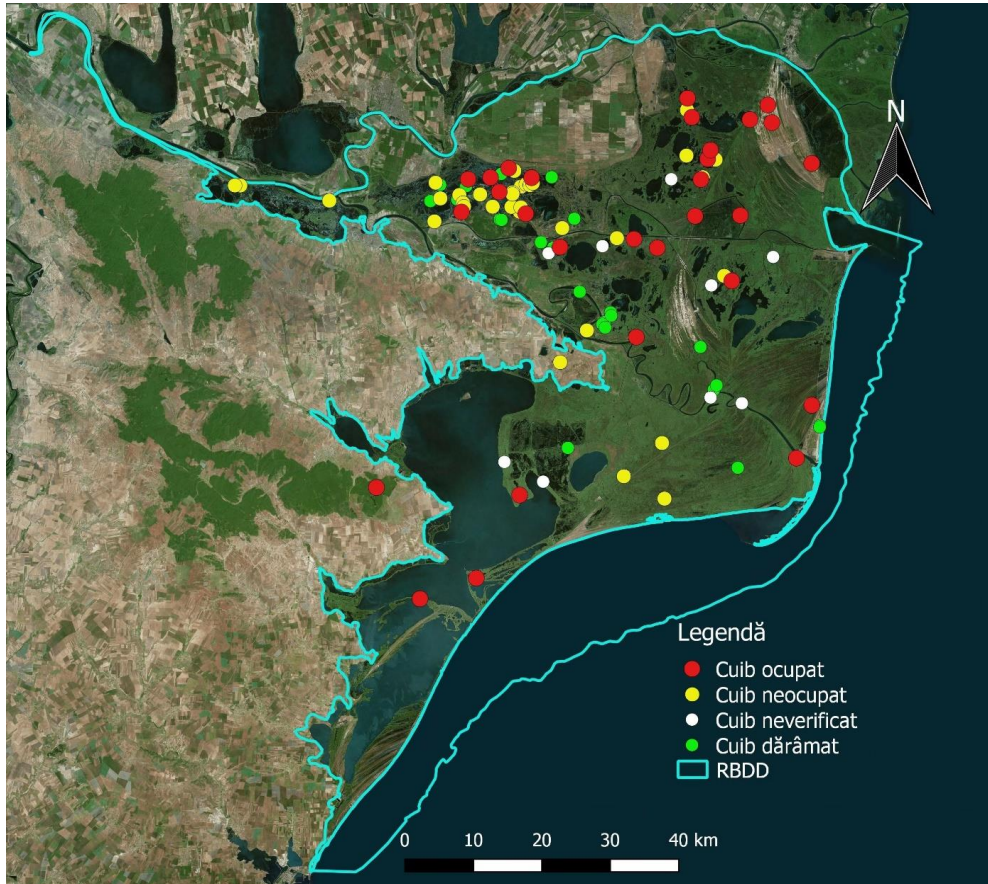 N
Legendă
Cuib ocupat
Cuib neocupat
Cuib neverificat
Cuib dărâmat
RBDD
0 10 20 30 40 km